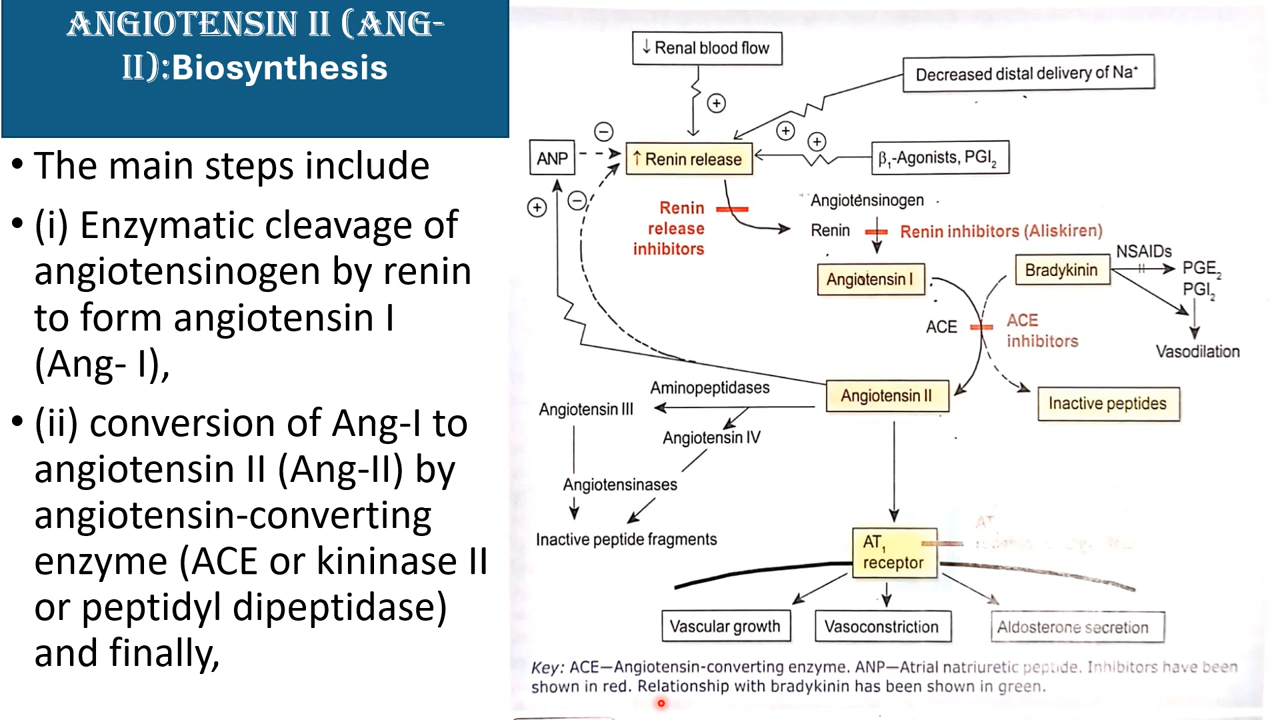 ANGIOTENSIN II (ANG-
II):Biosynthesis
• The main steps include
• (i) Enzymatic cleavage of
angiotensinogen by renin
to form angiotensin I
(Ang- I),
• (ii) conversion of Ang-I to
angiotensin II (Ang-II) by
angiotensin-converting
enzyme (ACE or kininase II
or peptidyl dipeptidase)
and finally,
↓ Renal blood flow
Decreased distal delivery of Na⁺
ANP
↑ Renin release
β₁-Agonists, PGI₂
Renin
release
inhibitors
Angiotensinogen
Renin
Renin inhibitors (Aliskiren)
Angiotensin I
Bradykinin
NSAIDs
PGE₂
PGI₂
Vasodilation
ACE
ACE
inhibitors
Angiotensin II
Inactive peptides
Aminopeptidases
Angiotensin III
Angiotensin IV
Angiotensinases
Inactive peptide fragments
AT₁
receptor
AT
Vascular growth
Vasoconstriction
Aldosterone secretion
Key: ACE—Angiotensin-converting enzyme. ANP—Atrial natriuretic peptide. Inhibitors have been
shown in red. Relationship with bradykinin has been shown in green.